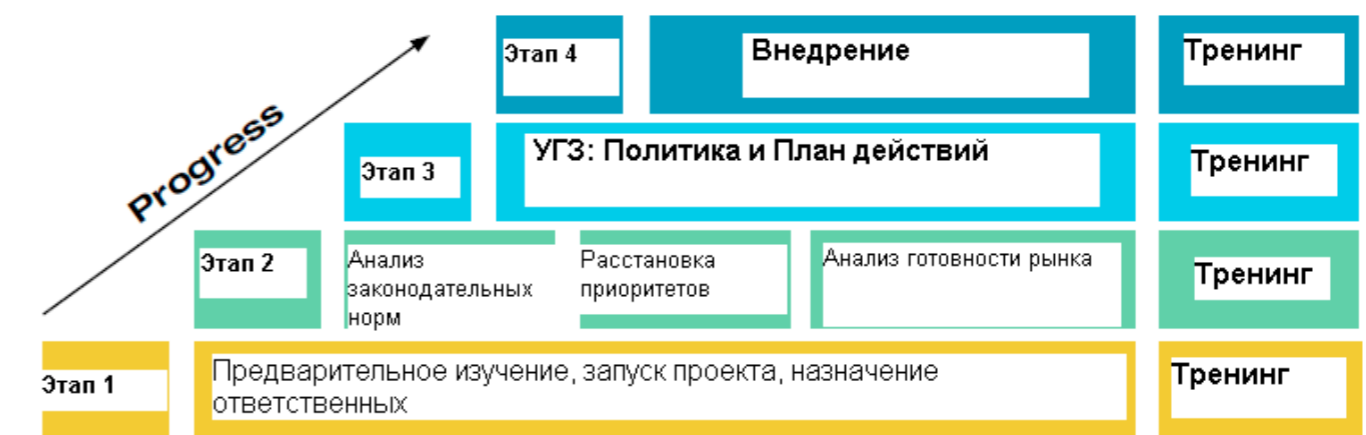 Этап 4
Внедрение
Тренинг
Progress
Этап 3
УГЗ: Политика и План действий
Тренинг
Этап 2
Анализ
законодательных
норм
Расстановка
приоритетов
Анализ готовности рынка
Тренинг
Этап 1
Предварительное изучение, запуск проекта, назначение
ответственных
Тренинг